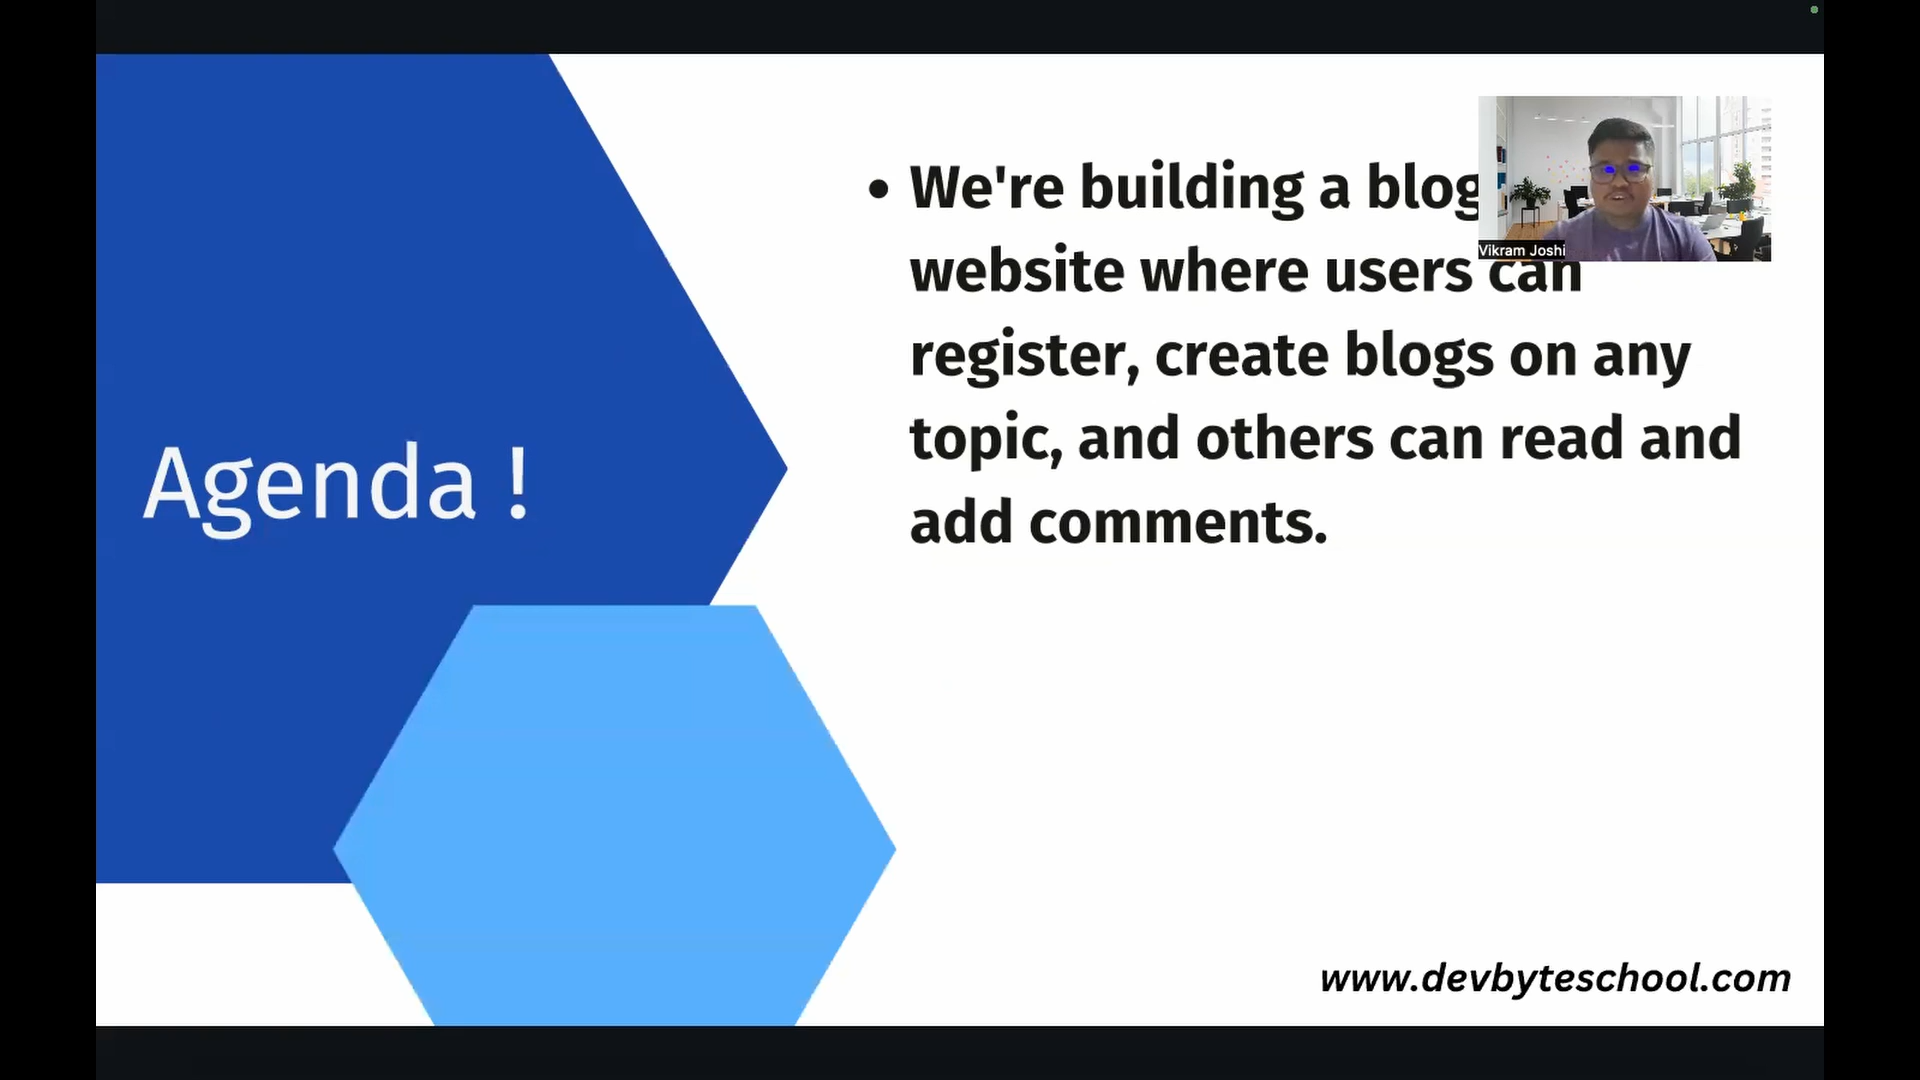 Agenda !
• We're building a blog
website where users can
register, create blogs on any
topic, and others can read and
add comments.
Vikram Joshi
www.devbyteschool.com